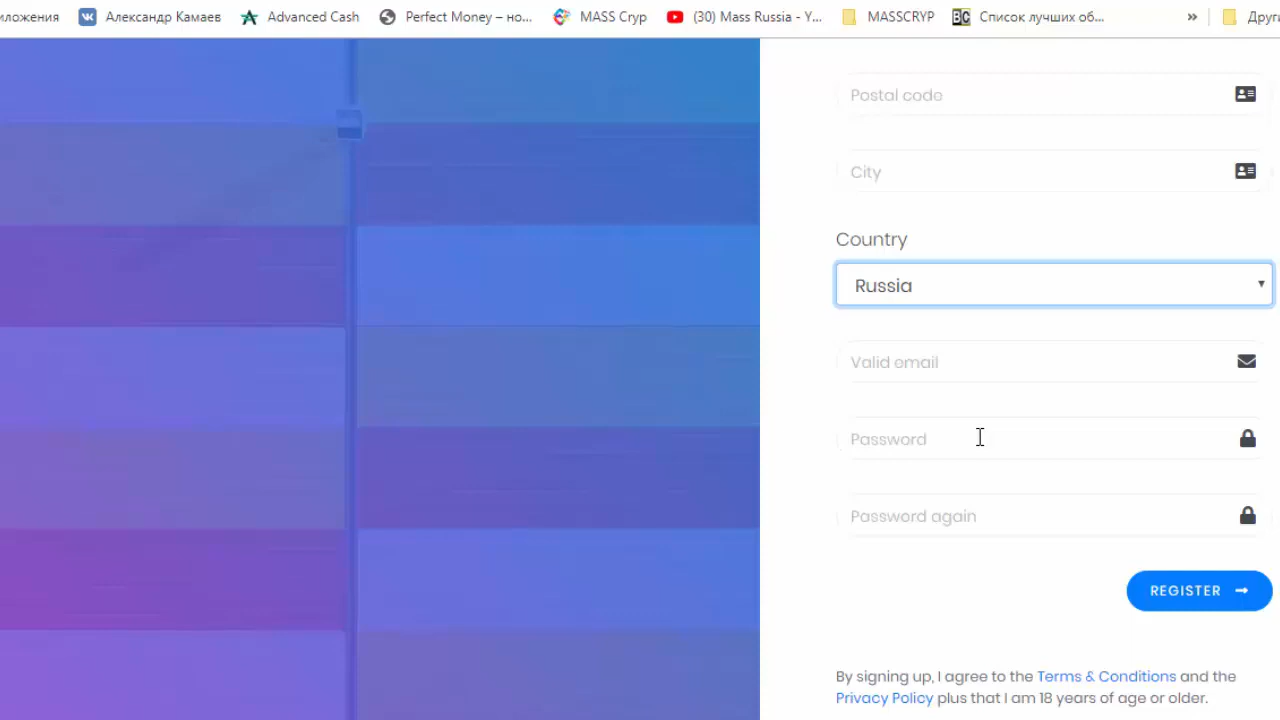 иложения Александр Камаев Advanced Cash Perfect Money – но... MASS Cryp (30) Mass Russia - Y... MASSCRYP BC Список лучших об... » Други
Postal code
City
Country
Russia
Valid email
Password
Password again
REGISTER
By signing up, I agree to the Terms & Conditions and the
Privacy Policy plus that I am 18 years of age or older.